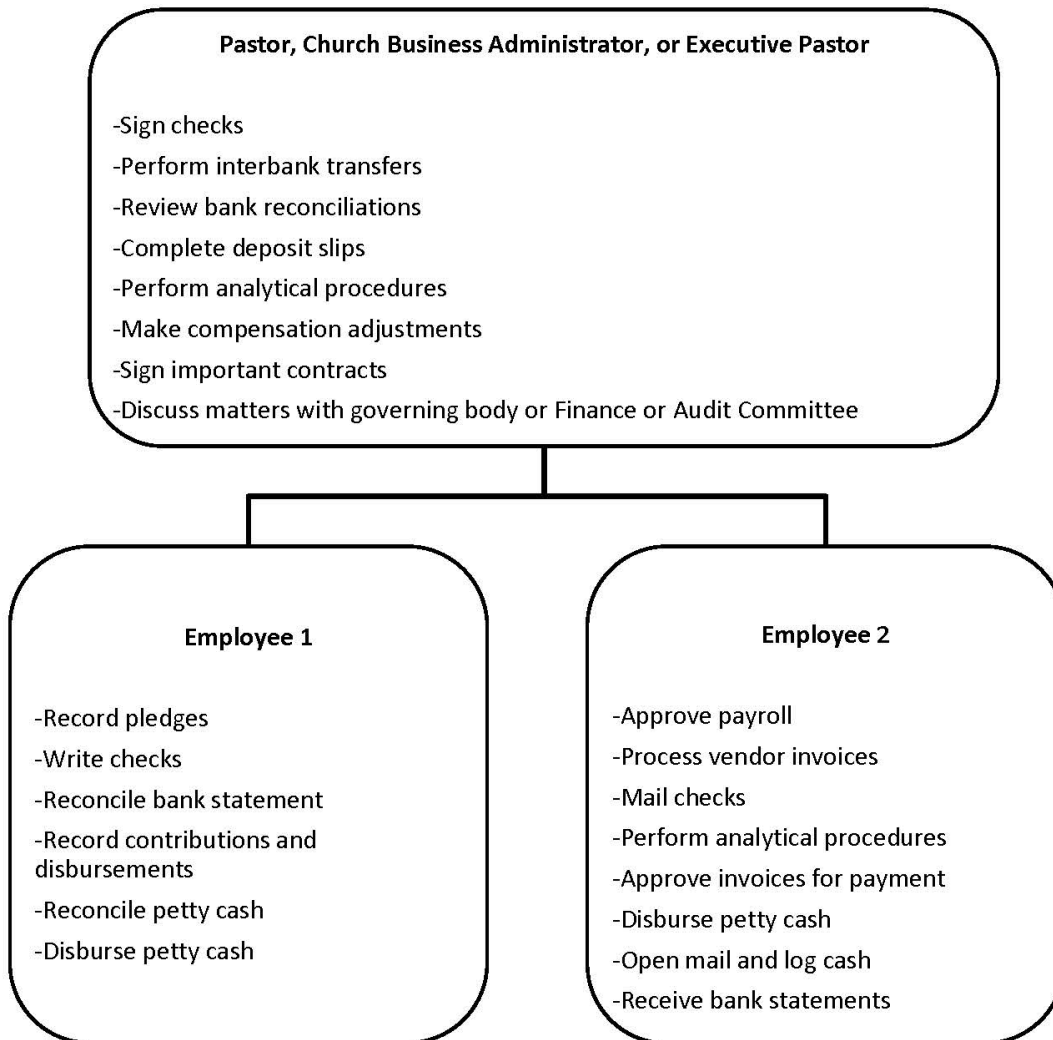 Pastor, Church Business Administrator, or Executive Pastor
-Sign checks
-Perform interbank transfers
-Review bank reconciliations
-Complete deposit slips
-Perform analytical procedures
-Make compensation adjustments
-Sign important contracts
-Discuss matters with governing body or Finance or Audit Committee
Employee 1
-Record pledges
-Write checks
-Reconcile bank statement
-Record contributions and
disbursements
-Reconcile petty cash
-Disburse petty cash
Employee 2
-Approve payroll
-Process vendor invoices
-Mail checks
-Perform analytical procedures
-Approve invoices for payment
-Disburse petty cash
-Open mail and log cash
-Receive bank statements